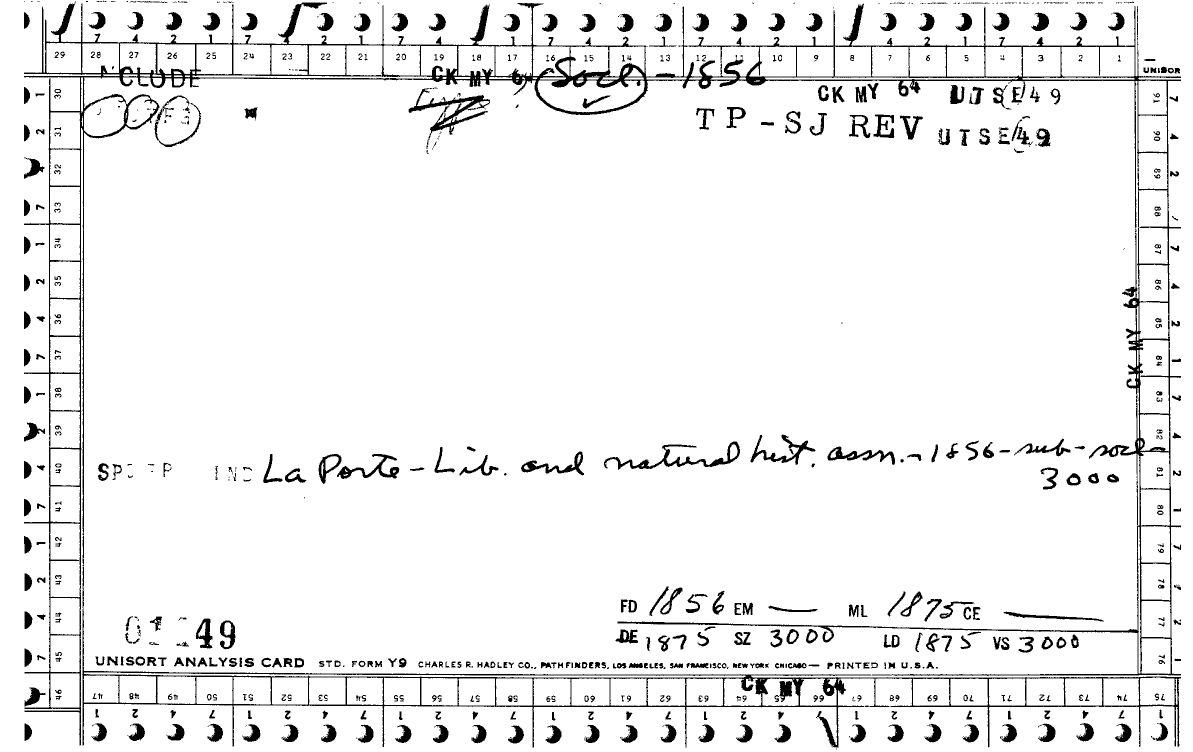 7 4 2 1 7 4 2 1 7 4 2 1 7 4 2 1 7 4 2 1 7 4 2 1 7 4 2 1
29 28 27 26 25 24 23 22 21 20 19 18 17 16 15 14 13 12 11 10 9 8 7 6 5 4 3 2 1
UNISOR
CLUDE CK MY 64 Socl. - 1856
CK MY 64 UTSE49
TP-SJ REV UTSE49
CK MY 64
IND La Porte - Lib. and natural hist. assn. - 1856 - sub - socl -
3000
FD 1856 EM — ML 1875 CE —
DE 1875 SZ 3000 LD 1875 VS 3000
49
UNISORT ANALYSIS CARD STD. FORM Y9 CHARLES R. HADLEY CO., PATHFINDERS, LOS ANGELES, SAN FRANCISCO, NEW YORK CHICAGO — PRINTED IN U.S.A.
CK MY 64
30 31 32 33 34 35 36 37 38 39 40 41 42 43 44 45 46
91 90 89 88 87 86 85 84 83 82 81 80 79 78 77 76 75
47 48 49 50 51 52 53 54 55 56 57 58 59 60 61 62 63 64 65 66 67 68 69 70 71 72 73 74
1 2 4 7 1 2 4 7 1 2 4 7 1 2 4 7 1 2 4 7 1 2 4 7 1 2 4 7